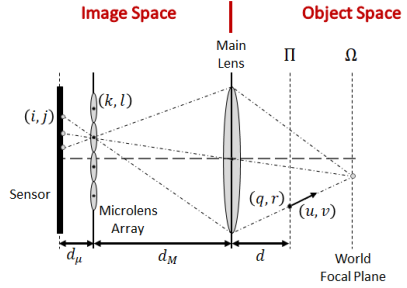 Image Space
Object Space
Main
Lens
Π
Ω
(i, j)
(k, l)
(q, r)
(u, v)
Sensor
Microlens
Array
d_μ
d_M
d
World
Focal Plane